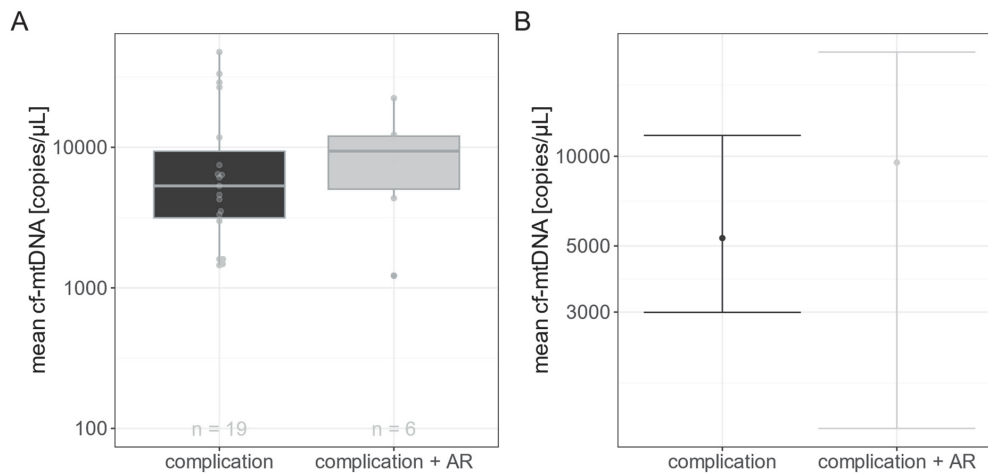 A
mean cf-mtDNA [copies/μL]
10000
1000
100
n = 19
n = 6
complication
complication + AR
B
mean cf-mtDNA [copies/μL]
10000
5000
3000
complication
complication + AR